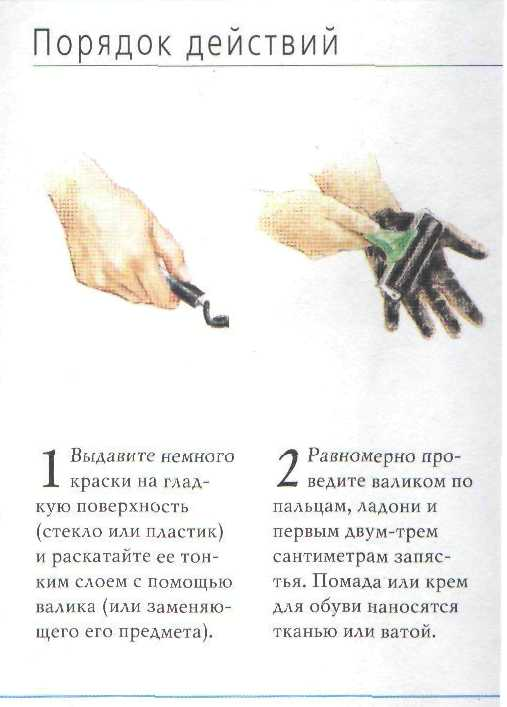 Порядок действий
1 Выдавите немного
краски на глад-
кую поверхность
(стекло или пластик)
и раскатайте ее тон-
ким слоем с помощью
валика (или заменяю-
щего его предмета).
2 Равномерно про-
ведите валиком по
пальцам, ладони и
первым двум-трем
сантиметрам запяс-
тья. Помада или крем
для обуви наносятся
тканью или ватой.